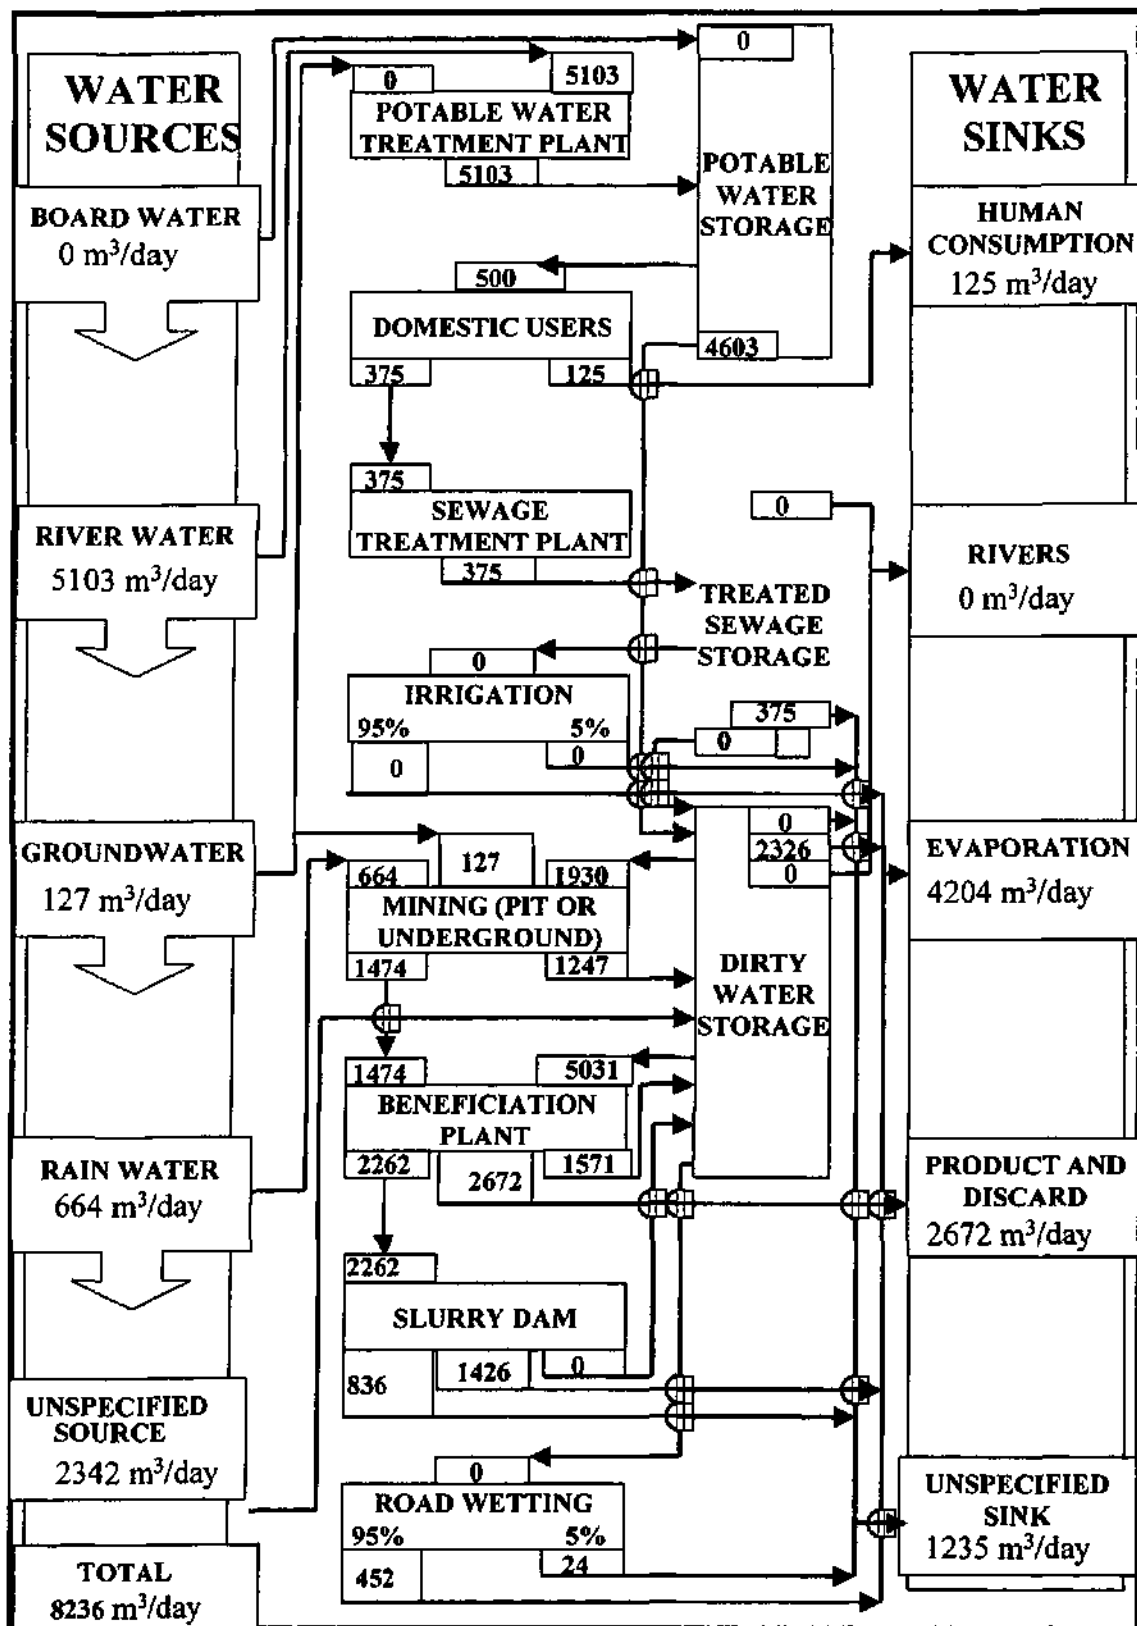 WATER
SOURCES
BOARD WATER
0 m³/day
RIVER WATER
5103 m³/day
GROUNDWATER
127 m³/day
RAIN WATER
664 m³/day
UNSPECIFIED
SOURCE
2342 m³/day
TOTAL
8236 m³/day
0
5103
POTABLE WATER
TREATMENT PLANT
5103
500
DOMESTIC USERS
375
125
375
SEWAGE
TREATMENT PLANT
375
0
IRRIGATION
95%
5%
0
0
664
127
1930
MINING (PIT OR
UNDERGROUND)
1474
1247
1474
5031
BENEFICIATION
PLANT
2262
2672
1571
2262
SLURRY DAM
836
1426
0
0
ROAD WETTING
95%
5%
452
24
0
POTABLE
WATER
STORAGE
4603
0
TREATED
SEWAGE
STORAGE
375
0
0
2326
0
DIRTY
WATER
STORAGE
WATER
SINKS
HUMAN
CONSUMPTION
125 m³/day
RIVERS
0 m³/day
EVAPORATION
4204 m³/day
PRODUCT AND
DISCARD
2672 m³/day
UNSPECIFIED
SINK
1235 m³/day